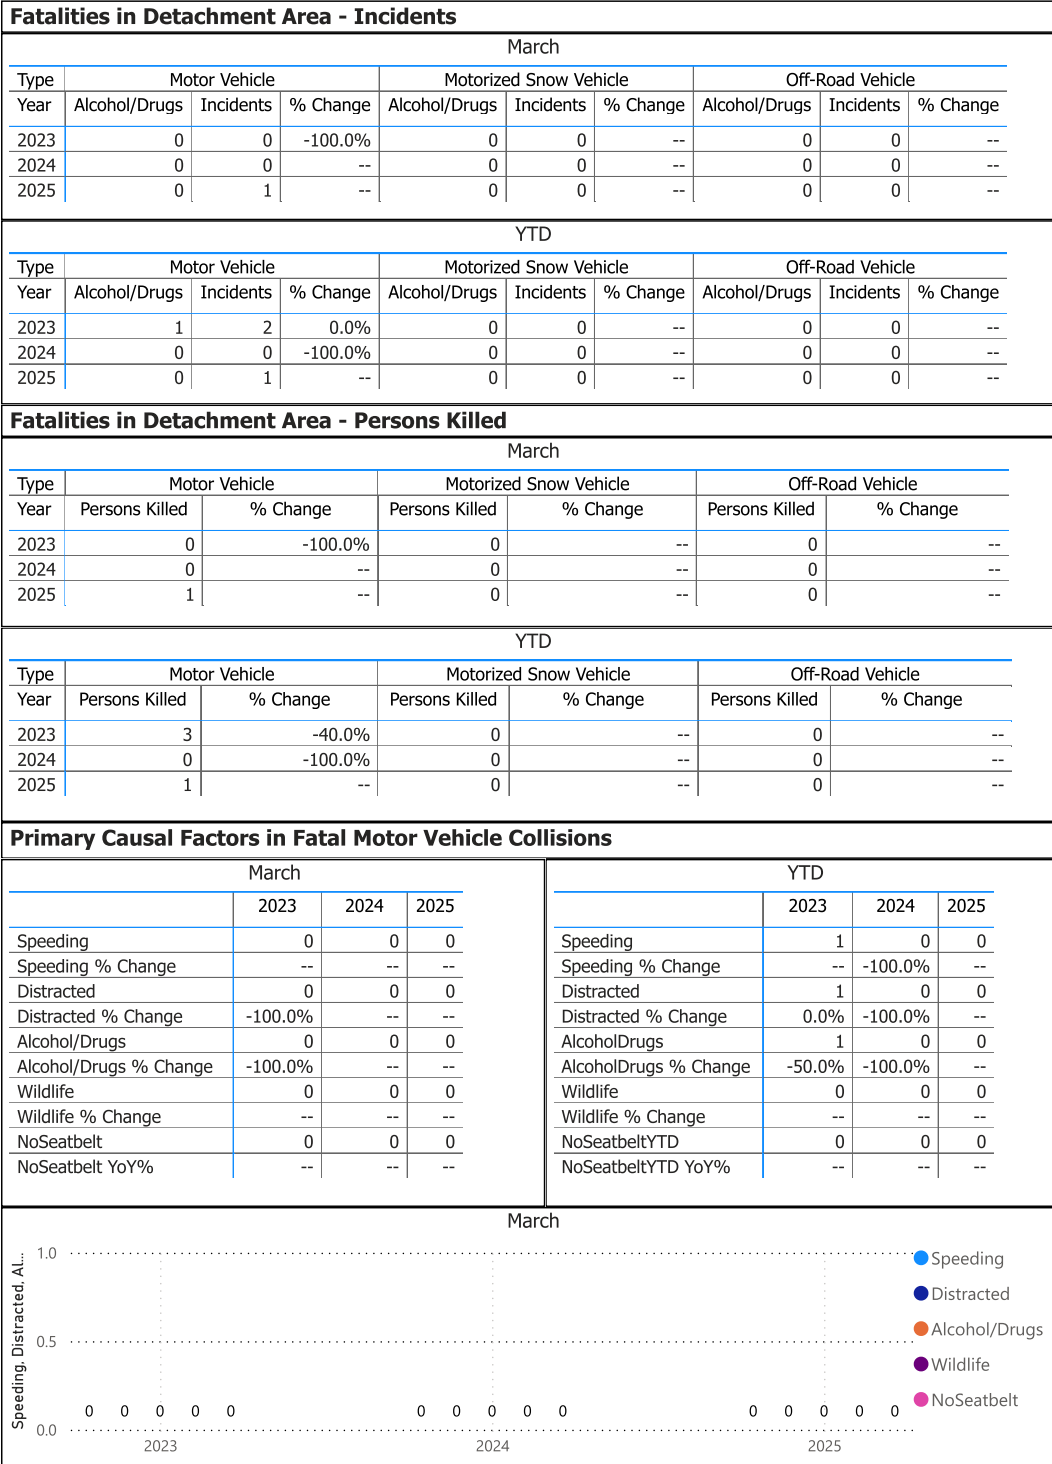 Fatalities in Detachment Area - Incidents
March
Type Motor Vehicle Motorized Snow Vehicle Off-Road Vehicle
Year Alcohol/Drugs Incidents % Change Alcohol/Drugs Incidents % Change Alcohol/Drugs Incidents % Change
2023 0 0 -100.0% 0 0 -- 0 0 --
2024 0 0 -- 0 0 -- 0 0 --
2025 0 1 -- 0 0 -- 0 0 --
YTD
Type Motor Vehicle Motorized Snow Vehicle Off-Road Vehicle
Year Alcohol/Drugs Incidents % Change Alcohol/Drugs Incidents % Change Alcohol/Drugs Incidents % Change
2023 1 2 0.0% 0 0 -- 0 0 --
2024 0 0 -100.0% 0 0 -- 0 0 --
2025 0 1 -- 0 0 -- 0 0 --
Fatalities in Detachment Area - Persons Killed
March
Type Motor Vehicle Motorized Snow Vehicle Off-Road Vehicle
Year Persons Killed % Change Persons Killed % Change Persons Killed % Change
2023 0 -100.0% 0 -- 0 --
2024 0 -- 0 -- 0 --
2025 1 -- 0 -- 0 --
YTD
Type Motor Vehicle Motorized Snow Vehicle Off-Road Vehicle
Year Persons Killed % Change Persons Killed % Change Persons Killed % Change
2023 3 -40.0% 0 -- 0 --
2024 0 -100.0% 0 -- 0 --
2025 1 -- 0 -- 0 --
Primary Causal Factors in Fatal Motor Vehicle Collisions
March
2023 2024 2025
Speeding 0 0 0
Speeding % Change -- -- --
Distracted 0 0 0
Distracted % Change -100.0% -- --
Alcohol/Drugs 0 0 0
Alcohol/Drugs % Change -100.0% -- --
Wildlife 0 0 0
Wildlife % Change -- -- --
NoSeatbelt 0 0 0
NoSeatbelt YoY% -- -- --
YTD
2023 2024 2025
Speeding 1 0 0
Speeding % Change -- -100.0% --
Distracted 1 0 0
Distracted % Change 0.0% -100.0% --
AlcoholDrugs 1 0 0
AlcoholDrugs % Change -50.0% -100.0% --
Wildlife 0 0 0
Wildlife % Change -- -- --
NoSeatbeltYTD 0 0 0
NoSeatbeltYTD YoY% -- -- --
March
Speeding, Distracted, Al...
1.0
0.5
0.0
0 0 0 0 0 0 0 0 0 0 0 0 0 0 0
2023 2024 2025
Speeding
Distracted
Alcohol/Drugs
Wildlife
NoSeatbelt